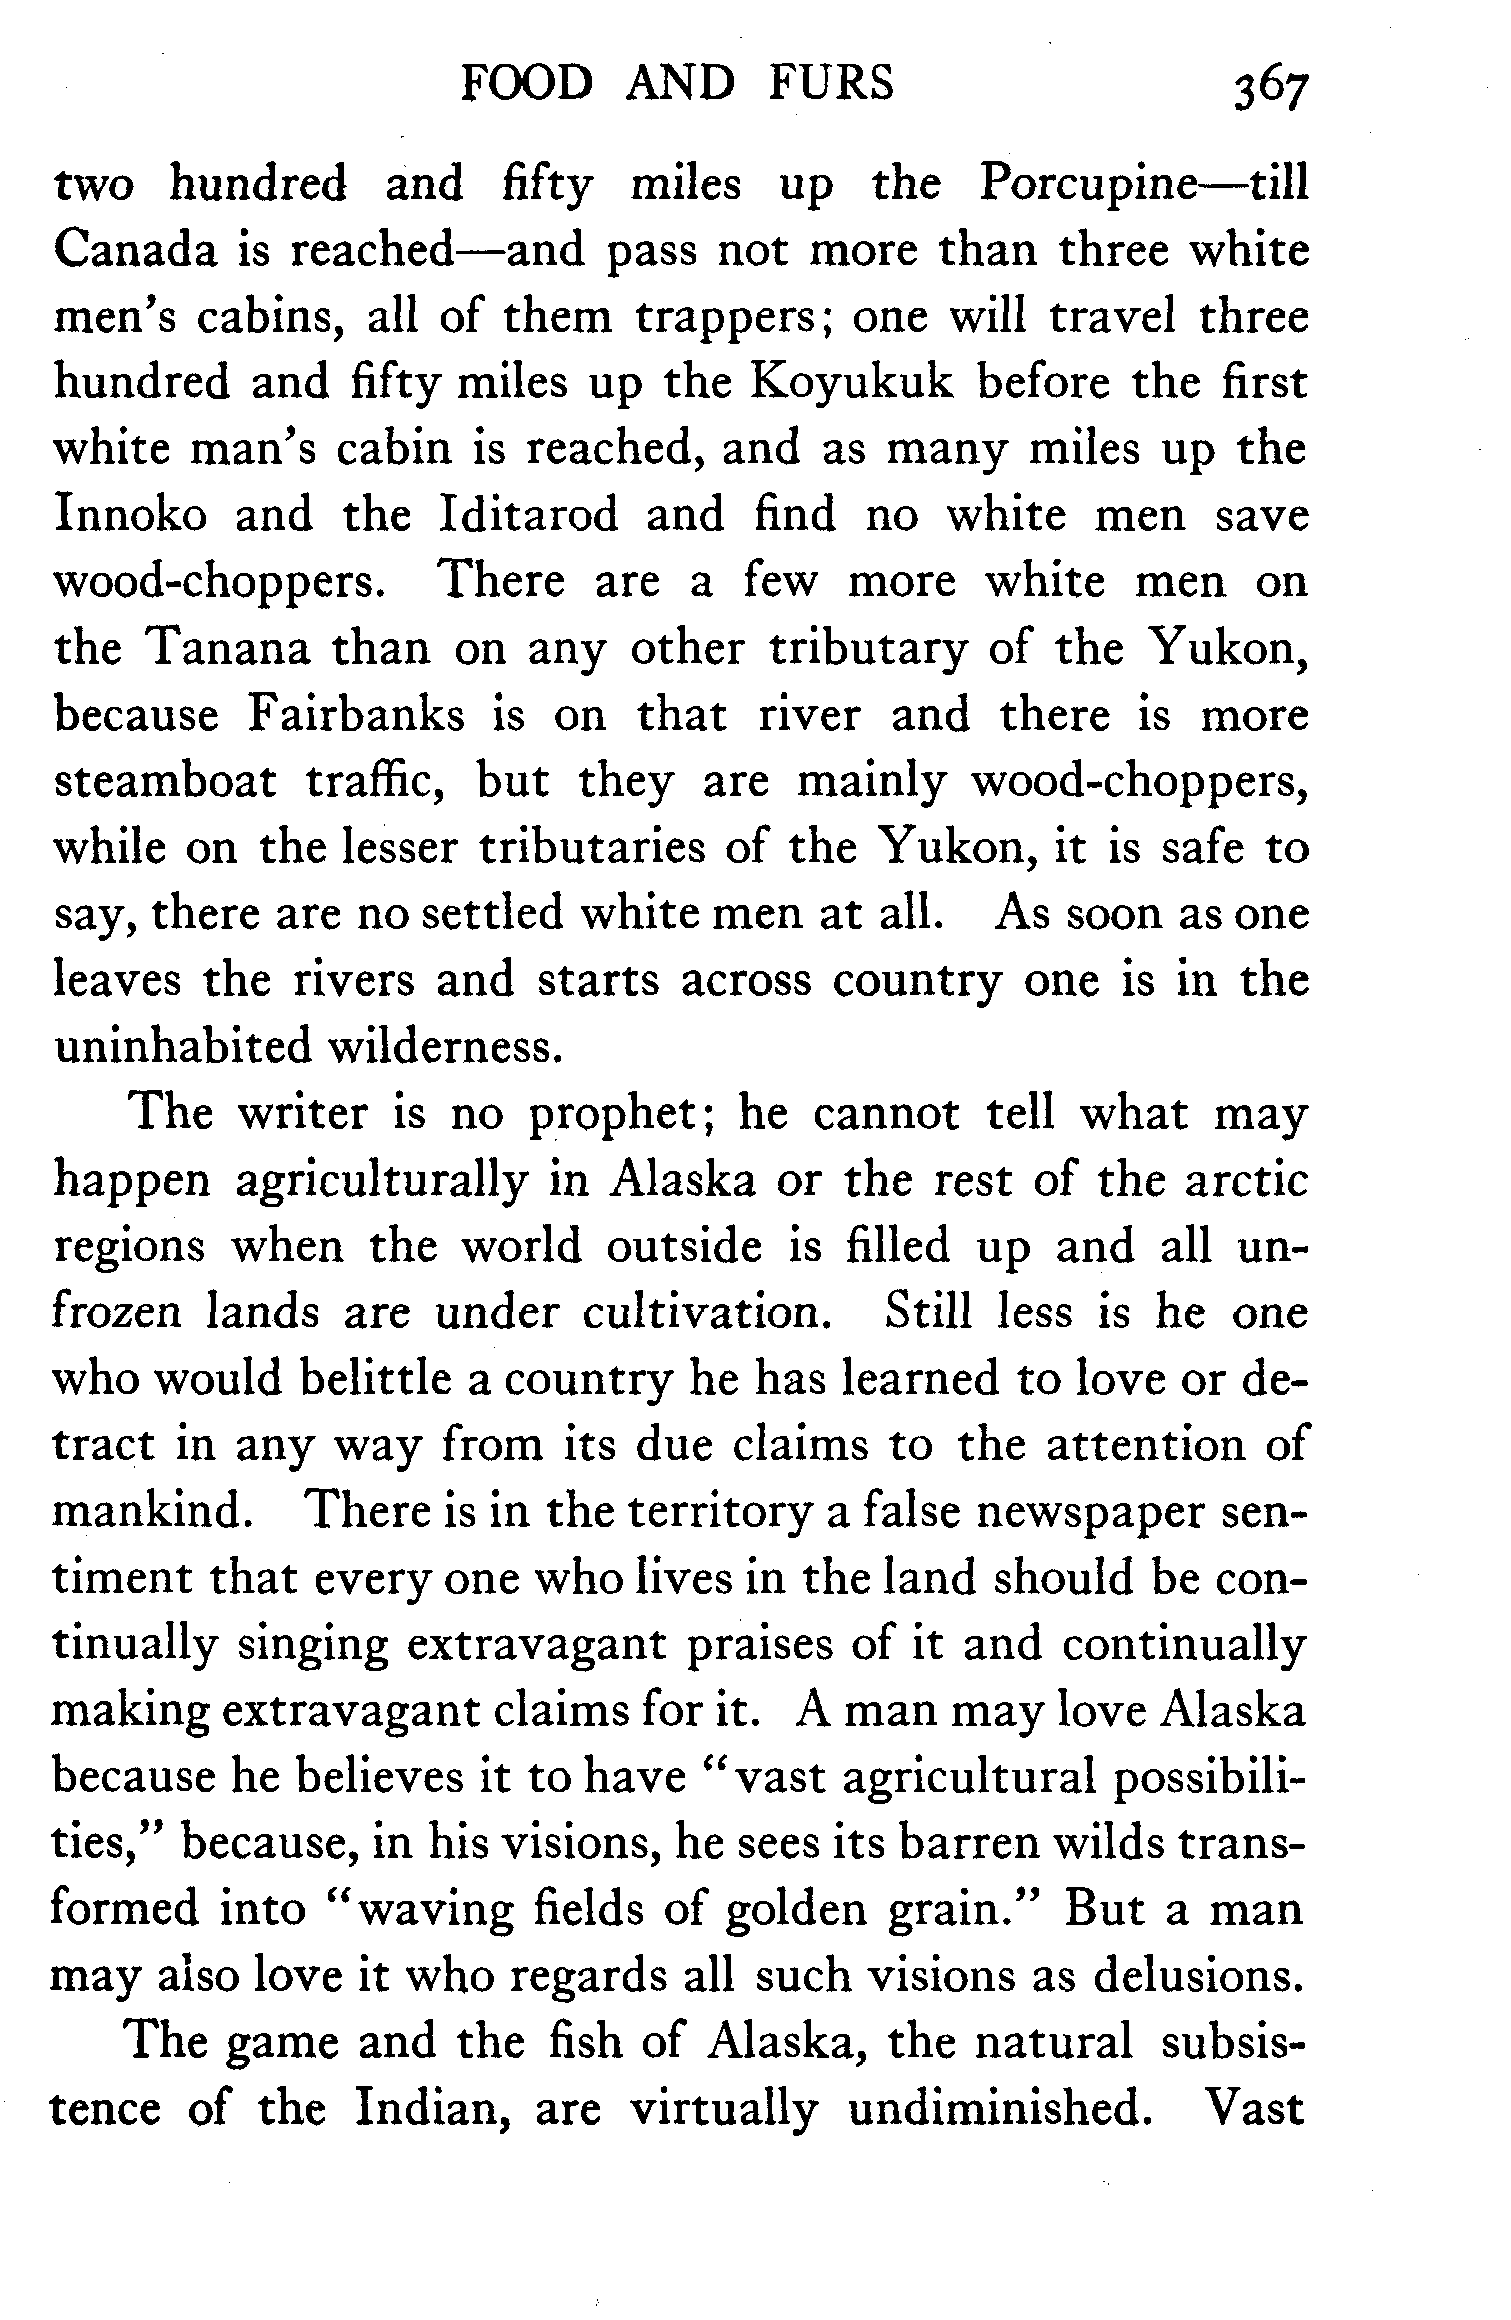 FOOD AND FURS 367
two hundred and fifty miles up the Porcupine—till
Canada is reached—and pass not more than three white
men's cabins, all of them trappers; one will travel three
hundred and fifty miles up the Koyukuk before the first
white man's cabin is reached, and as many miles up the
Innoko and the Iditarod and find no white men save
wood-choppers. There are a few more white men on
the Tanana than on any other tributary of the Yukon,
because Fairbanks is on that river and there is more
steamboat traffic, but they are mainly wood-choppers,
while on the lesser tributaries of the Yukon, it is safe to
say, there are no settled white men at all. As soon as one
leaves the rivers and starts across country one is in the
uninhabited wilderness.
The writer is no prophet; he cannot tell what may
happen agriculturally in Alaska or the rest of the arctic
regions when the world outside is filled up and all un-
frozen lands are under cultivation. Still less is he one
who would belittle a country he has learned to love or de-
tract in any way from its due claims to the attention of
mankind. There is in the territory a false newspaper sen-
timent that every one who lives in the land should be con-
tinually singing extravagant praises of it and continually
making extravagant claims for it. A man may love Alaska
because he believes it to have "vast agricultural possibili-
ties," because, in his visions, he sees its barren wilds trans-
formed into "waving fields of golden grain." But a man
may also love it who regards all such visions as delusions.
The game and the fish of Alaska, the natural subsis-
tence of the Indian, are virtually undiminished. Vast